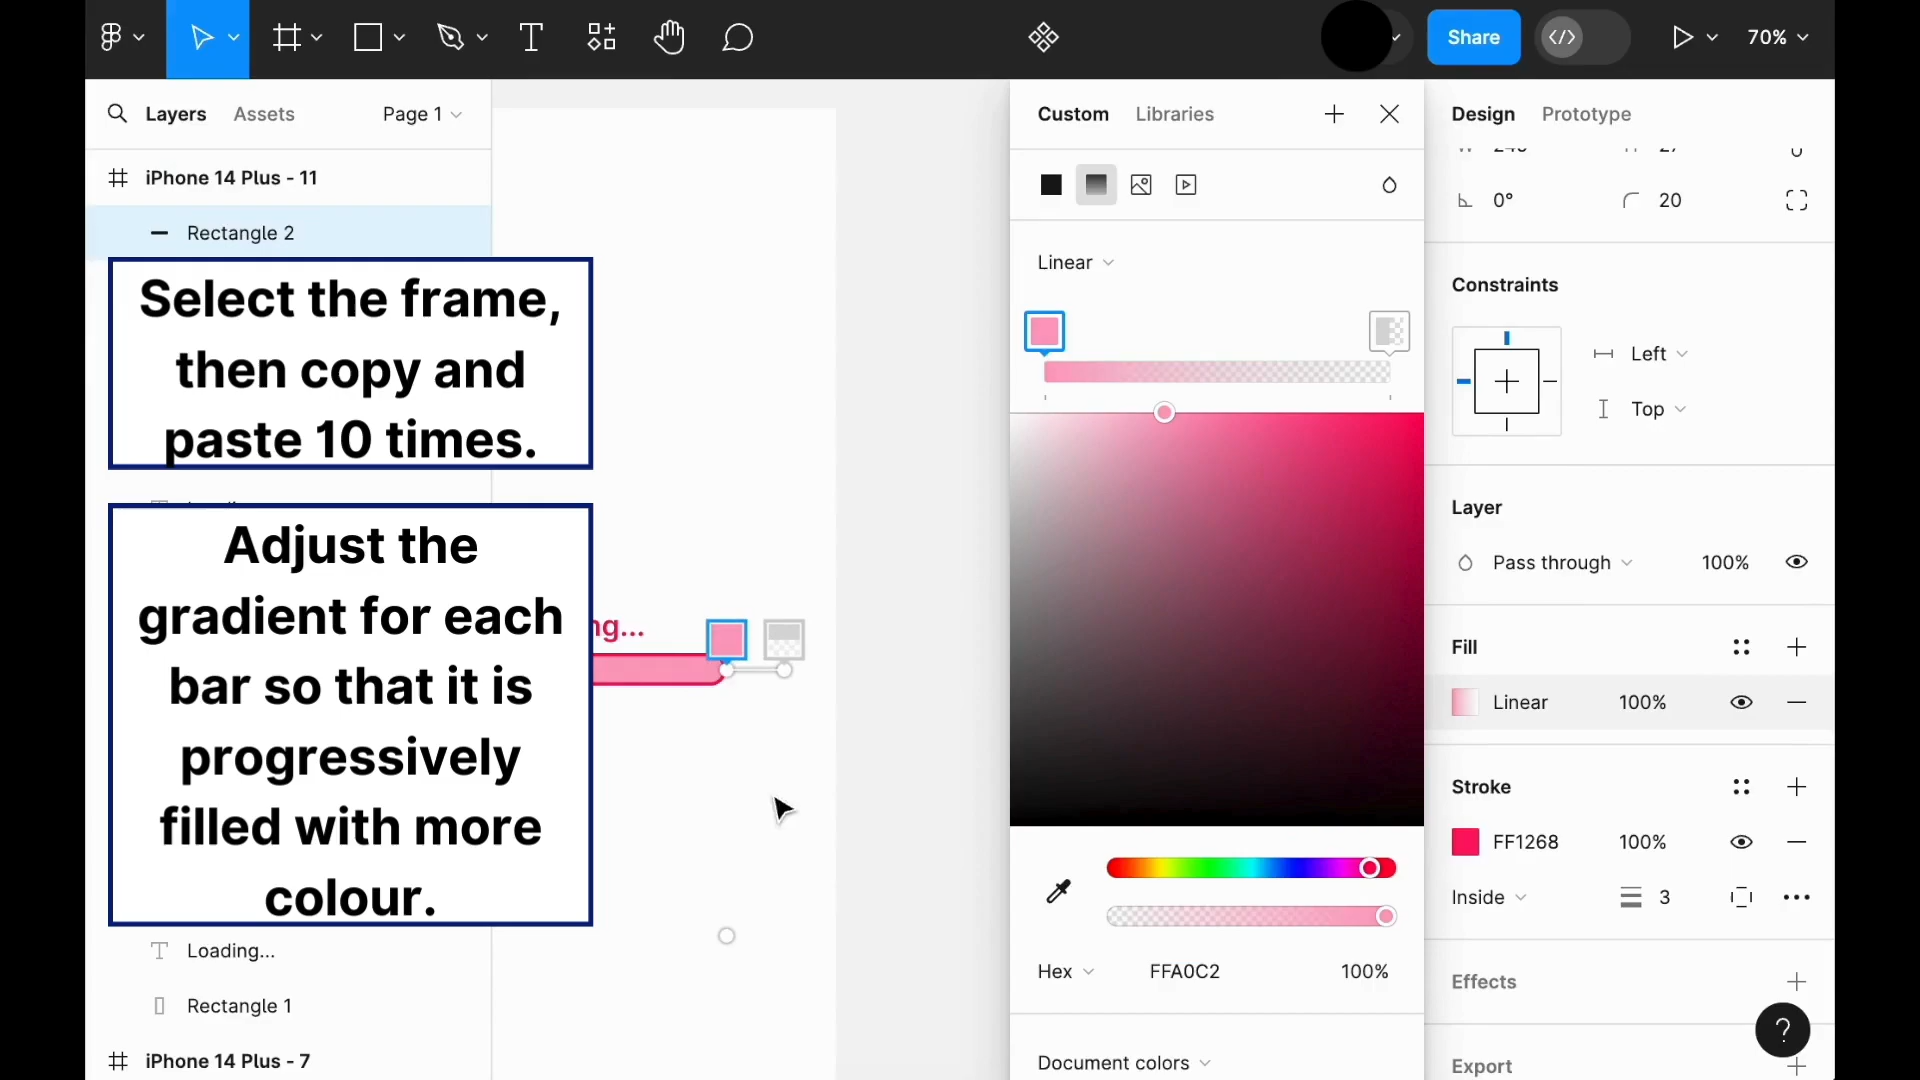 Share
70%
Layers
Assets
Page 1
Custom
Libraries
Design
Prototype
iPhone 14 Plus - 11
Rectangle 2
0°
20
Linear
Constraints
Left
Top
Select the frame,
then copy and
paste 10 times.
Layer
Pass through
100%
Adjust the
gradient for each
bar so that it is
progressively
filled with more
colour.
ng...
Fill
Linear
100%
Stroke
FF1268
100%
Inside
3
Loading...
Rectangle 1
iPhone 14 Plus - 7
Hex
FFA0C2
100%
Effects
Document colors
Export
?